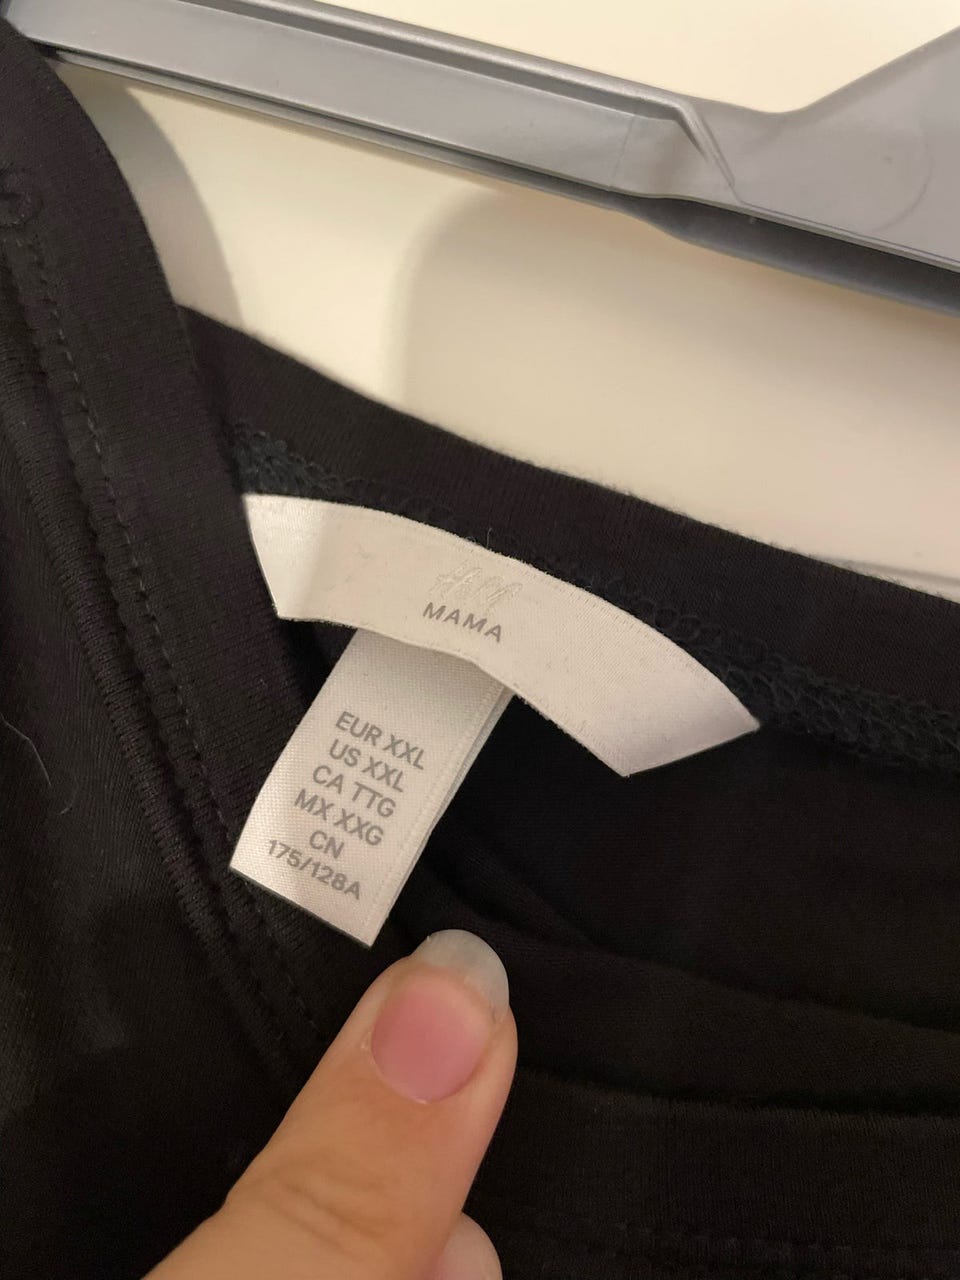 H&M
MAMA
EUR XXL
US XXL
CA TTG
MX XXG
CN
175/128A